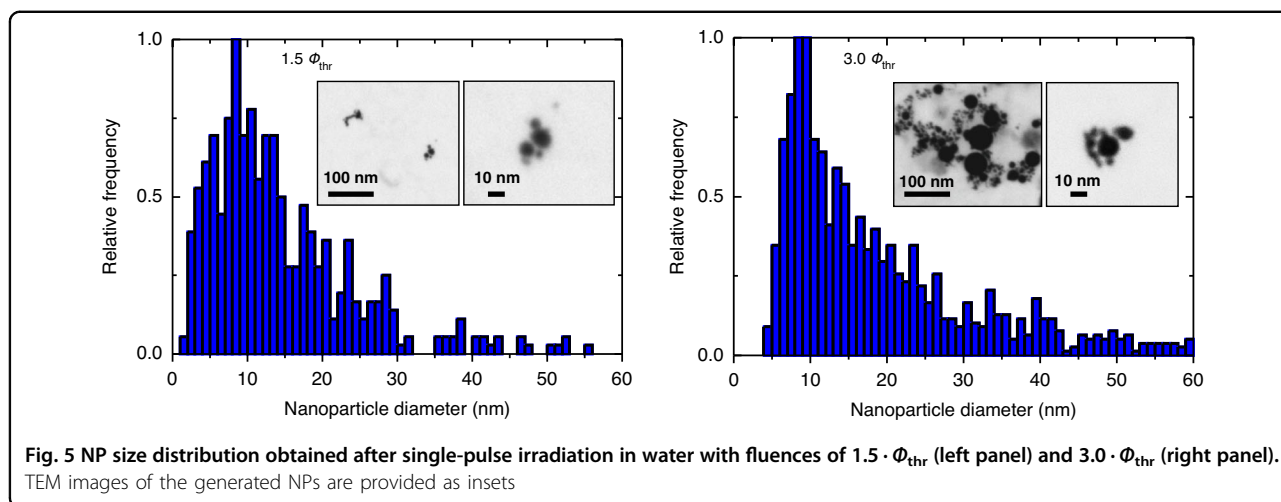 1.0
1.5 Φthr
100 nm
10 nm
Relative frequency
0.5
0.0
0
10
20
30
40
50
60
Nanoparticle diameter (nm)
1.0
3.0 Φthr
100 nm
10 nm
Relative frequency
0.5
0.0
0
10
20
30
40
50
60
Nanoparticle diameter (nm)
Fig. 5 NP size distribution obtained after single-pulse irradiation in water with fluences of 1.5 · Φthr (left panel) and 3.0 · Φthr (right panel).
TEM images of the generated NPs are provided as insets